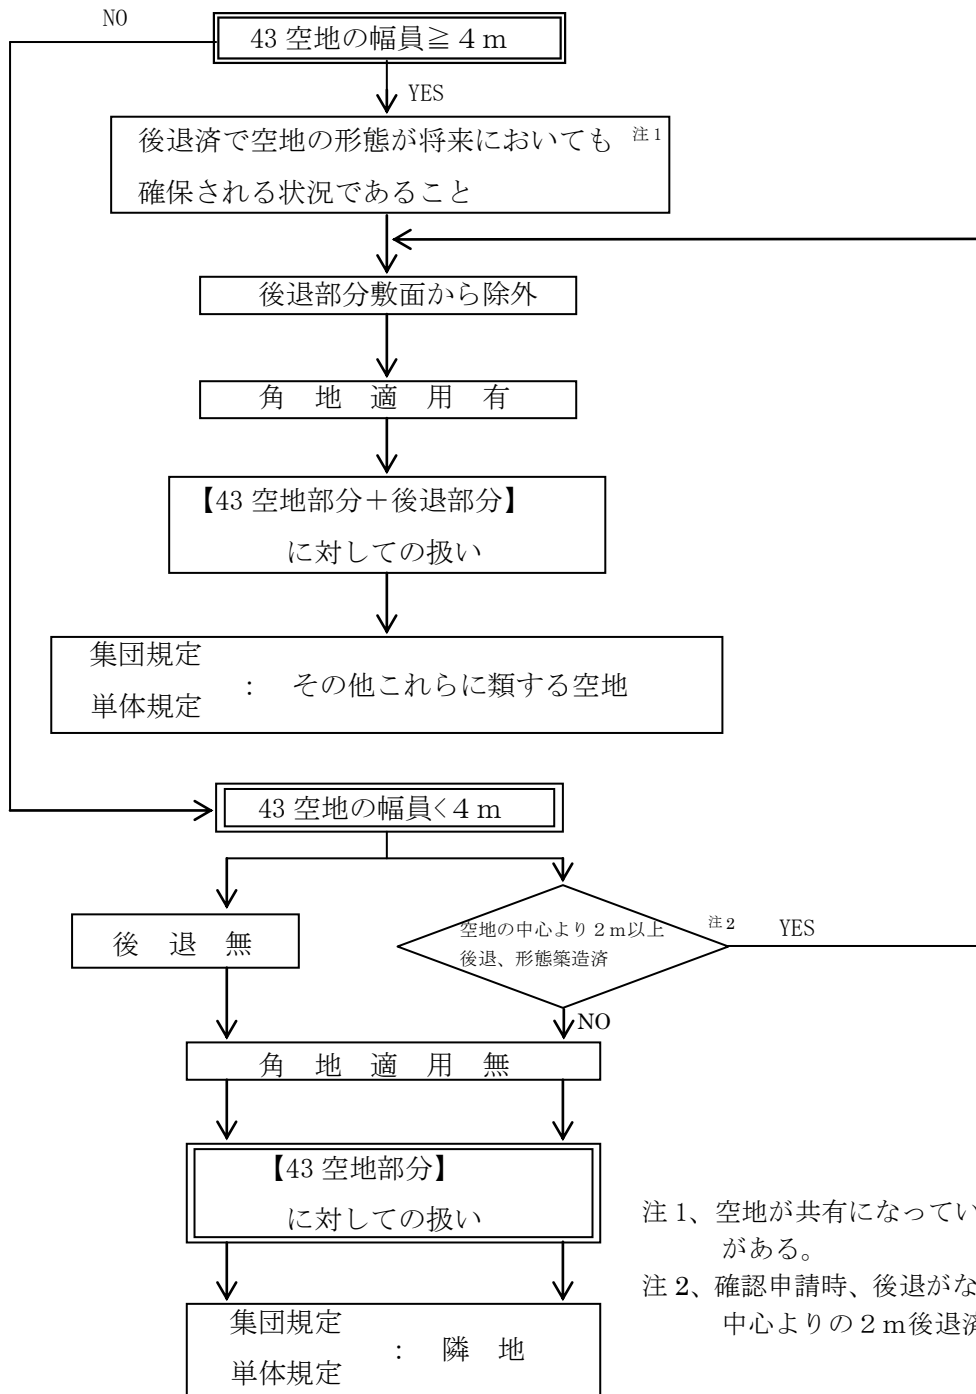 NO
43 空地の幅員≧４ｍ
YES
後退済で空地の形態が将来においても 注１
確保される状況であること
後退部分敷面から除外
角　地　適　用　有
【43 空地部分＋後退部分】
に対しての扱い
集団規定
単体規定
：　その他これらに類する空地
43 空地の幅員<４ｍ
後　退　無
空地の中心より２ｍ以上
後退、形態築造済
注２
YES
NO
角　地　適　用　無
【43 空地部分】
に対しての扱い
集団規定
単体規定
：　隣　地
注１、空地が共有になってい
がある。
注２、確認申請時、後退がな
中心よりの２ｍ後退済